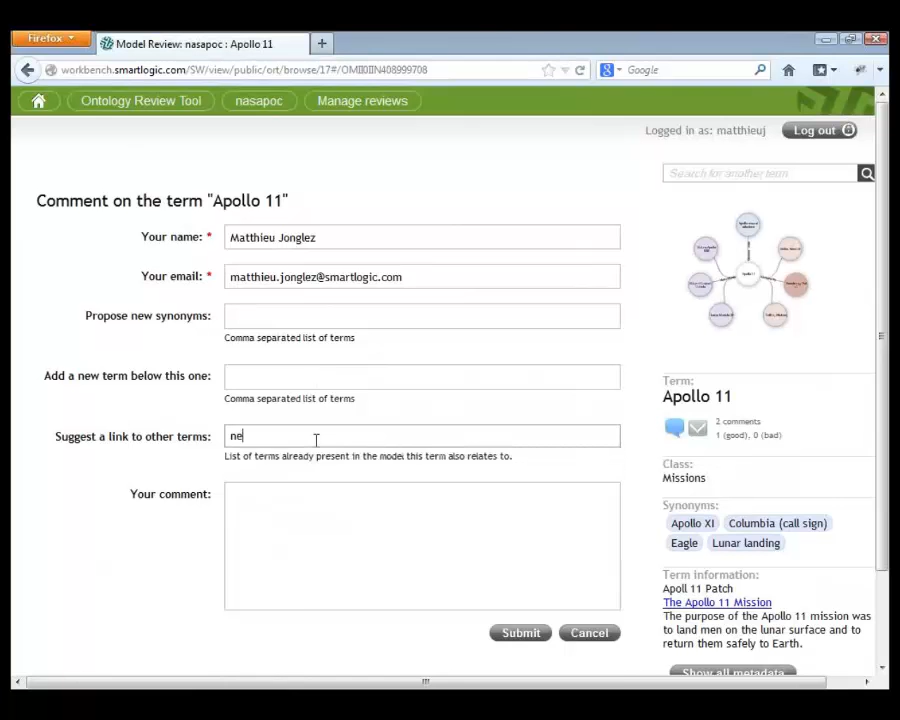 Firefox
Model Review: nasapoc : Apollo 11
workbench.smartlogic.com/SW/view/public/ort/browse/17#/OMI10IIN408999708
Google
Ontology Review Tool
nasapoc
Manage reviews
Logged in as: matthieuj
Log out
Search for another term
Comment on the term "Apollo 11"
Your name: *
Matthieu Jonglez
Your email: *
matthieu.jonglez@smartlogic.com
Propose new synonyms:
Comma separated list of terms
Add a new term below this one:
Comma separated list of terms
Suggest a link to other terms:
ne
List of terms already present in the model this term also relates to.
Your comment:
Submit
Cancel
Apollo 11
Term:
Apollo 11
2 comments
1 (good), 0 (bad)
Class:
Missions
Synonyms:
Apollo XI
Columbia (call sign)
Eagle
Lunar landing
Term information:
Apoll 11 Patch
The Apollo 11 Mission
The purpose of the Apollo 11 mission was
to land men on the lunar surface and to
return them safely to Earth.
Show all metadata